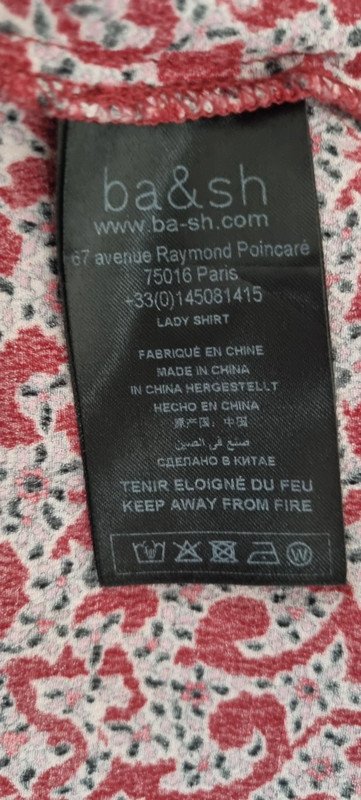 ba&sh
www.ba-sh.com
67 avenue Raymond Poincaré
75016 Paris
+33(0)145081415
LADY SHIRT
FABRIQUÉ EN CHINE
MADE IN CHINA
IN CHINA HERGESTELLT
HECHO EN CHINA
原产国：中国
صنع في الصين
СДЕЛАНО В КИТАЕ
TENIR ELOIGNÉ DU FEU
KEEP AWAY FROM FIRE
W